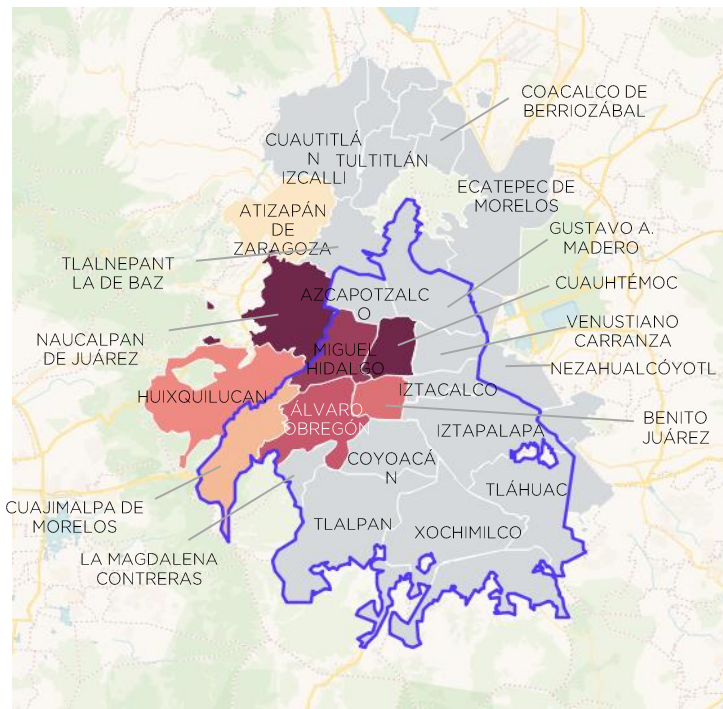 COACALCO DE
BERRIOZÁBAL
CUAUTITLÁ
N
IZCALLI
TULTITLÁN
ECATEPEC DE
MORELOS
ATIZAPÁN
DE
ZARAGOZA
GUSTAVO A.
MADERO
TLALNEPANT
LA DE BAZ
CUAUHTÉMOC
AZCAPOTZALC
O
VENUSTIANO
CARRANZA
NAUCALPAN
DE JUÁREZ
MIGUEL
HIDALGO
NEZAHUALCÓYOTL
HUIXQUILUCAN
IZTACALCO
ÁLVARO
OBREGÓN
BENITO
JUÁREZ
IZTAPALAPA
COYOACÁ
N
TLÁHUAC
CUAJIMALPA DE
MORELOS
TLALPAN
XOCHIMILCO
LA MAGDALENA
CONTRERAS